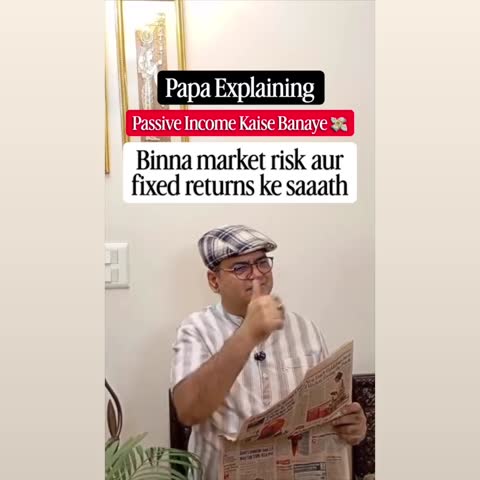 Papa Explaining
Passive Income Kaise Banaye 💸
Binna market risk aur
fixed returns ke saaath